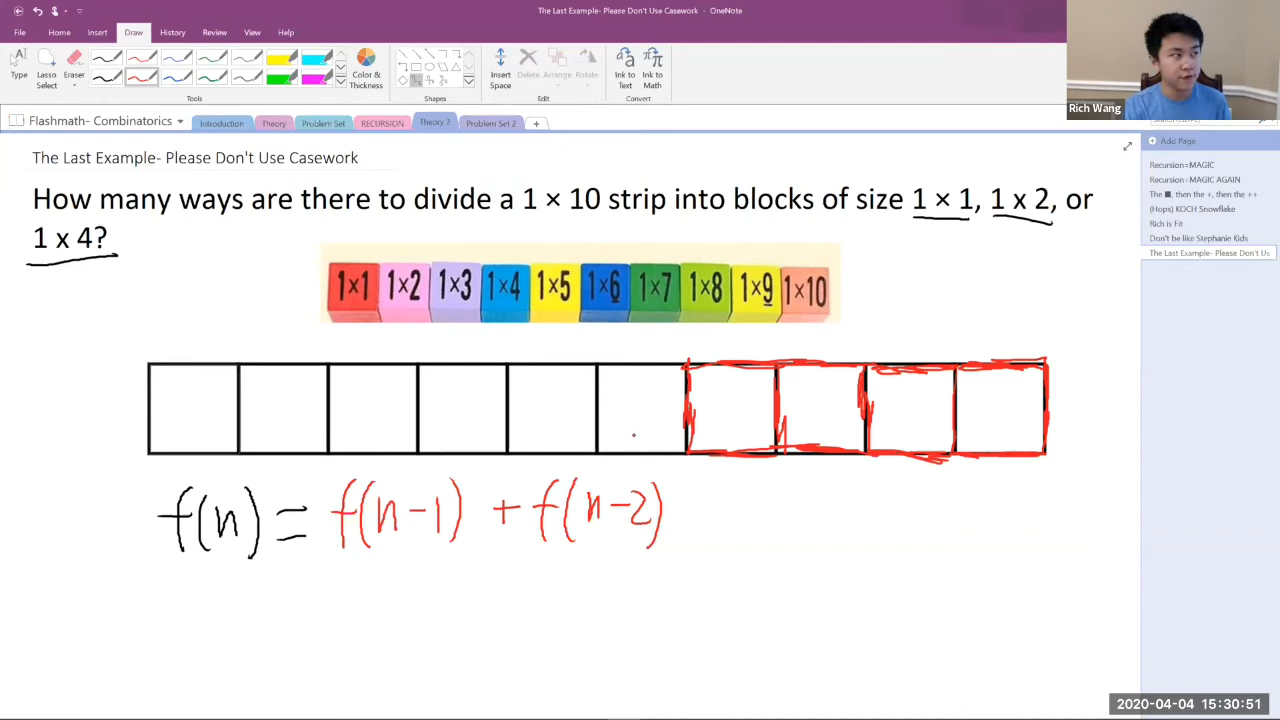 The Last Example- Please Don't Use Casework - OneNote
File Home Insert Draw History Review View Help
Type
Lasso Select
Eraser
Color & Thickness
Insert Space
Delete
Arrange
Rotate
Ink to Text
Ink to Math
Tools
Shapes
Edit
Convert
Rich Wang
Flashmath- Combinatorics
Introduction Theory Problem Set RECURSION Theory 2 Problem Set 2
Add Page
The Last Example- Please Don't Use Casework
Recursion=MAGIC
Recursion=MAGIC AGAIN
The ■, then the +, then the ++
(Hops) KOCH Snowflake
Rich is Fit
Don't be like Stephanie Kids
The Last Example- Please Don't Us
How many ways are there to divide a 1 × 10 strip into blocks of size 1 × 1, 1 x 2, or
1 x 4?
1×1 1×2 1×3 1×4 1×5 1×6 1×7 1×8 1×9 1×10
f(n) = f(n-1) + f(n-2)
2020-04-04 15:30:51